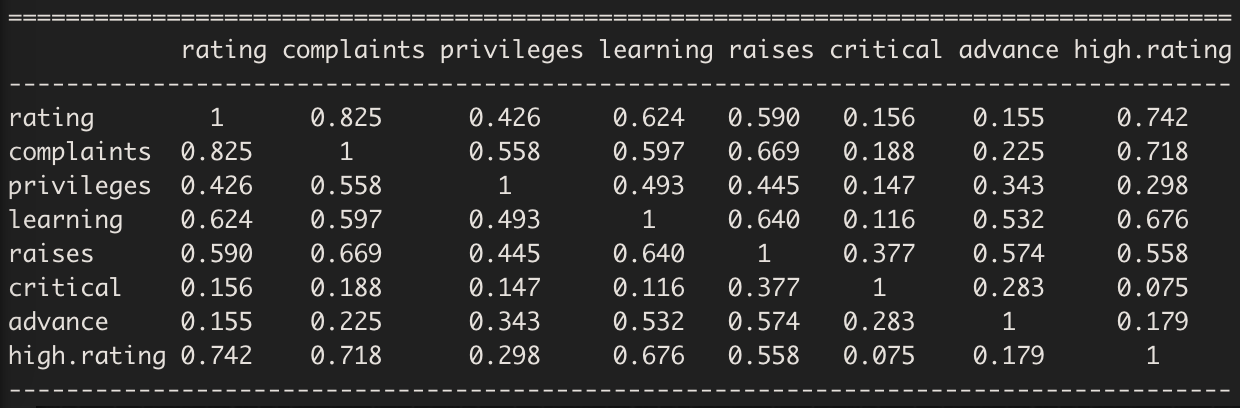 ==================================================================================
           rating complaints privileges learning raises critical advance high.rating
----------------------------------------------------------------------------------
rating       1      0.825      0.426     0.624   0.590   0.156    0.155     0.742
complaints 0.825      1        0.558     0.597   0.669   0.188    0.225     0.718
privileges 0.426    0.558        1       0.493   0.445   0.147    0.343     0.298
learning   0.624    0.597      0.493       1     0.640   0.116    0.532     0.676
raises     0.590    0.669      0.445     0.640     1     0.377    0.574     0.558
critical   0.156    0.188      0.147     0.116   0.377     1      0.283     0.075
advance    0.155    0.225      0.343     0.532   0.574   0.283      1       0.179
high.rating 0.742   0.718      0.298     0.676   0.558   0.075    0.179       1
----------------------------------------------------------------------------------